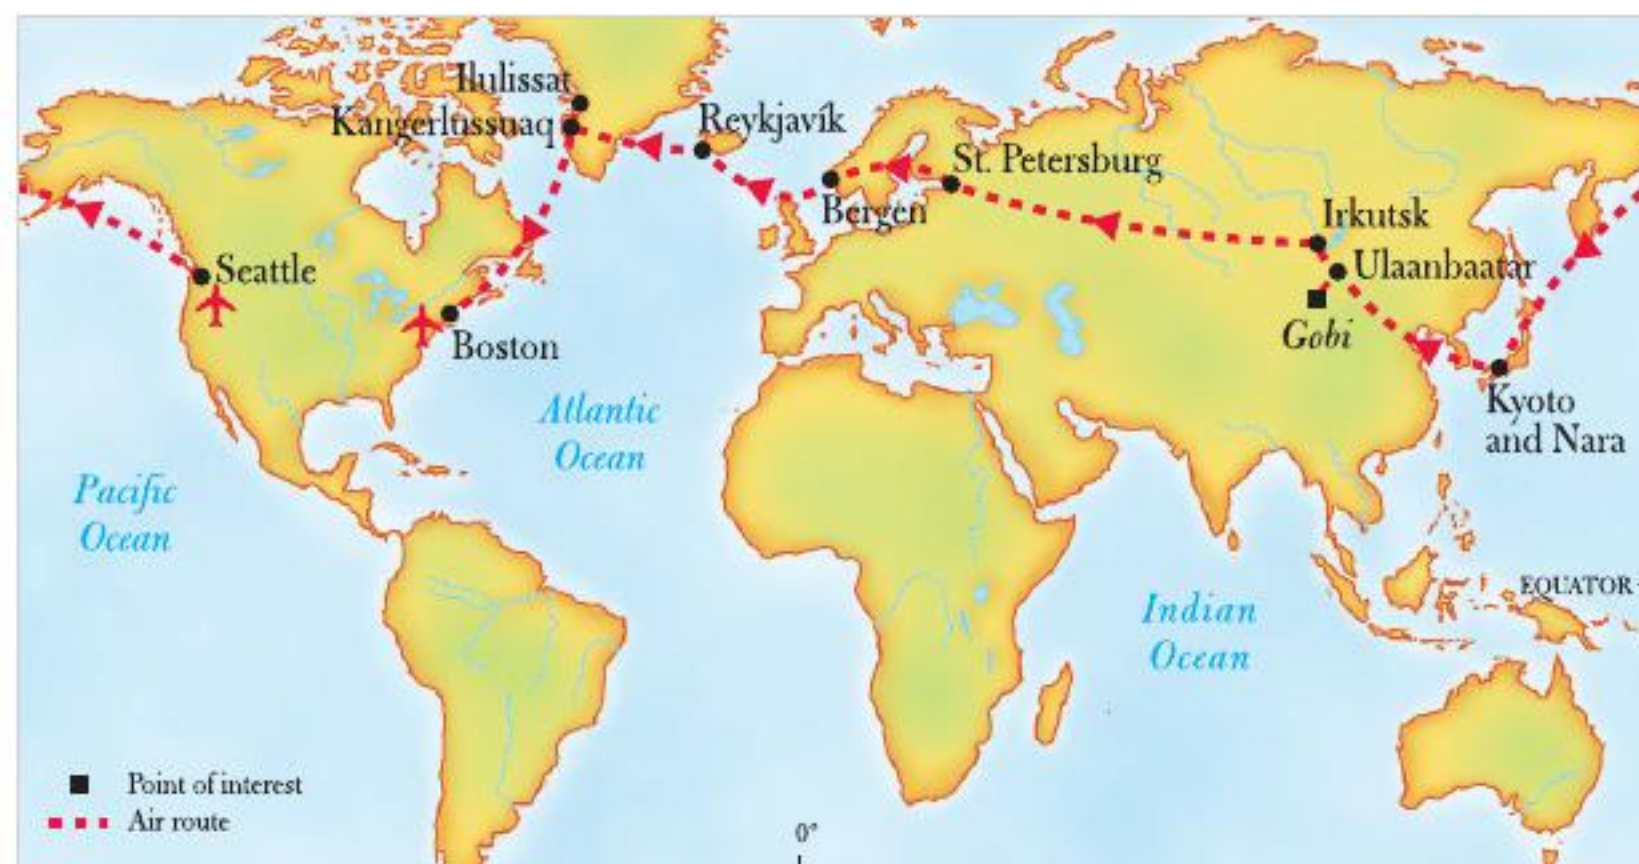 Ilulissat
Kangerlussuaq
Reykjavík
St. Petersburg
Bergen
Irkutsk
Seattle
Ulaanbaatar
Gobi
Boston
Kyoto
and Nara
Atlantic
Ocean
Pacific
Ocean
EQUATOR
Indian
Ocean
Point of interest
Air route
0°